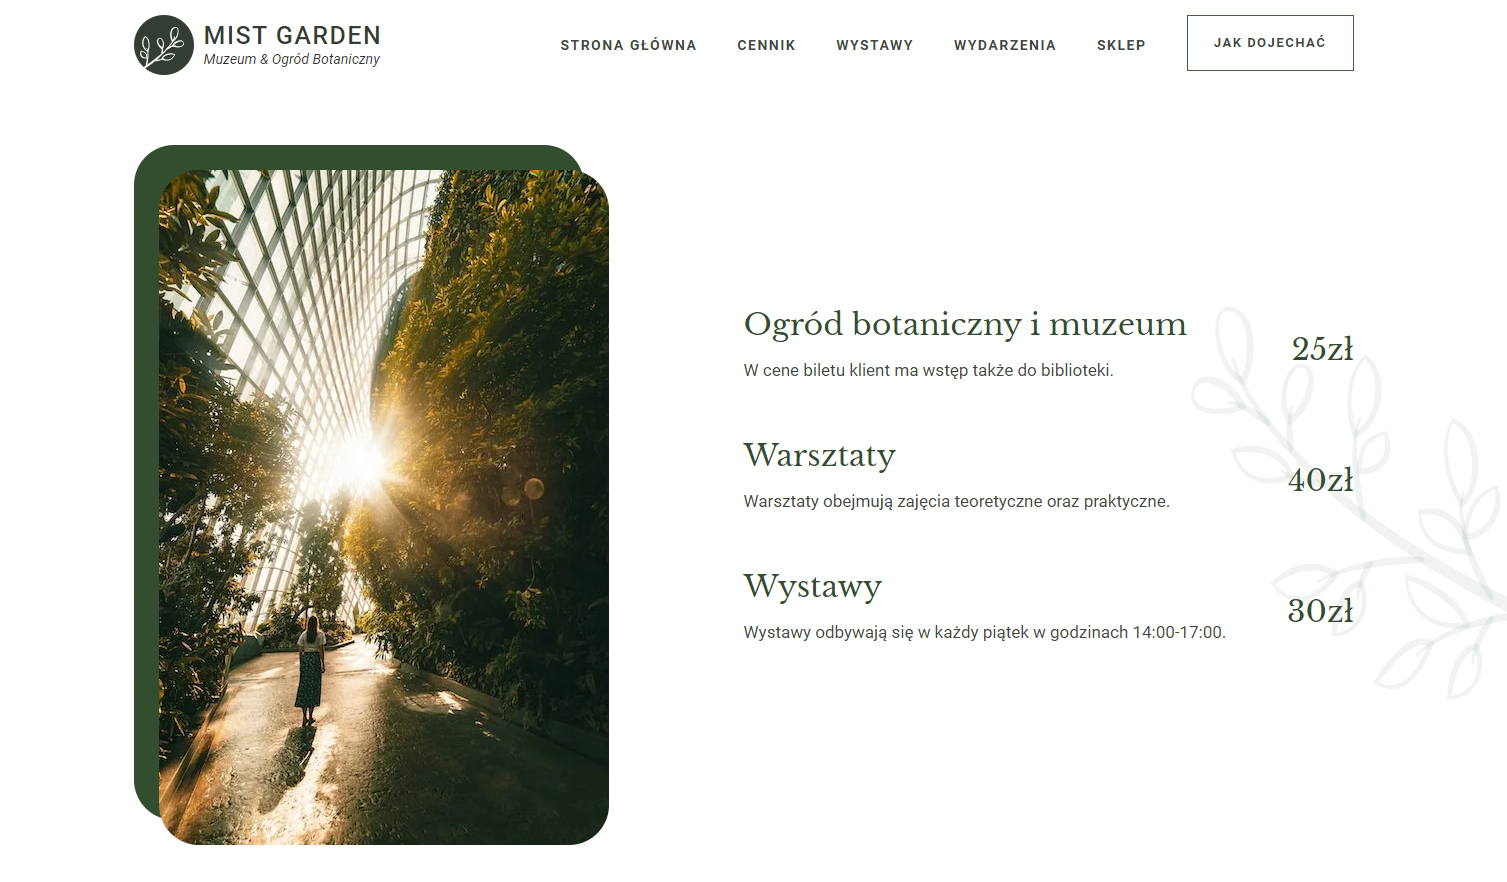 MIST GARDEN
Muzeum & Ogród Botaniczny
STRONA GŁÓWNA
CENNIK
WYSTAWY
WYDARZENIA
SKLEP
JAK DOJECHAĆ
Ogród botaniczny i muzeum
25zł
W cene biletu klient ma wstęp także do biblioteki.
Warsztaty
40zł
Warsztaty obejmują zajęcia teoretyczne oraz praktyczne.
Wystawy
30zł
Wystawy odbywają się w każdy piątek w godzinach 14:00-17:00.